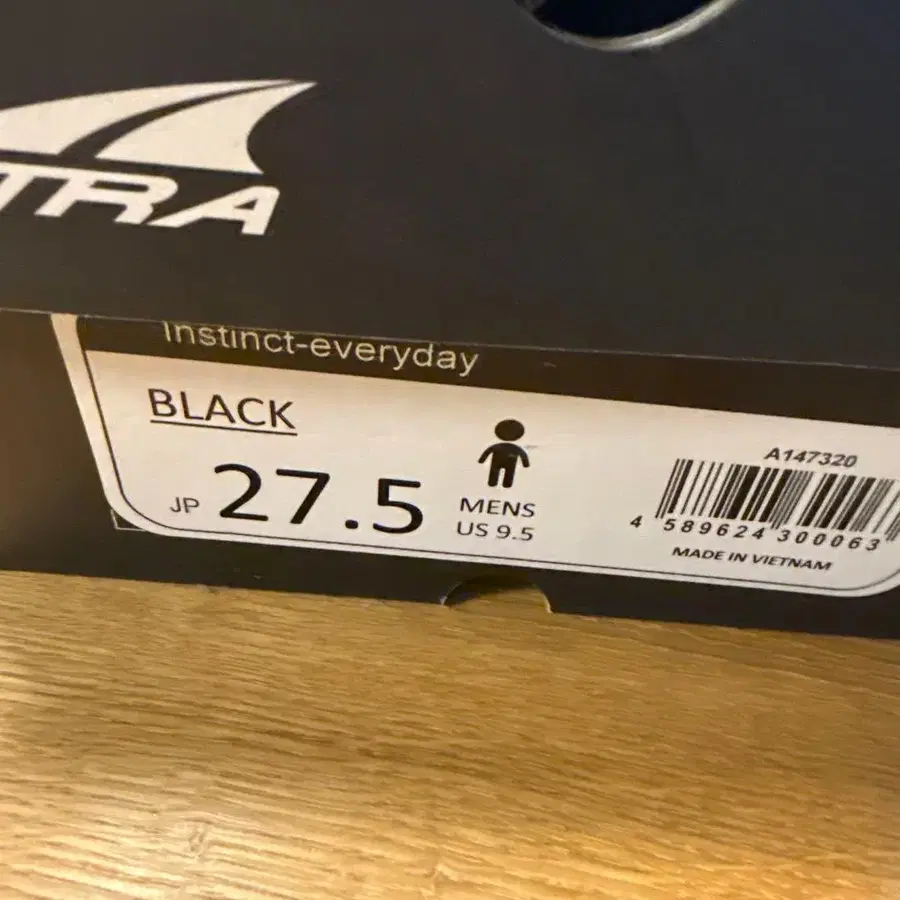 TRA
Instinct-everyday
BLACK
JP 27.5
MENS
US 9.5
A147320
4 589624 300063
MADE IN VIETNAM